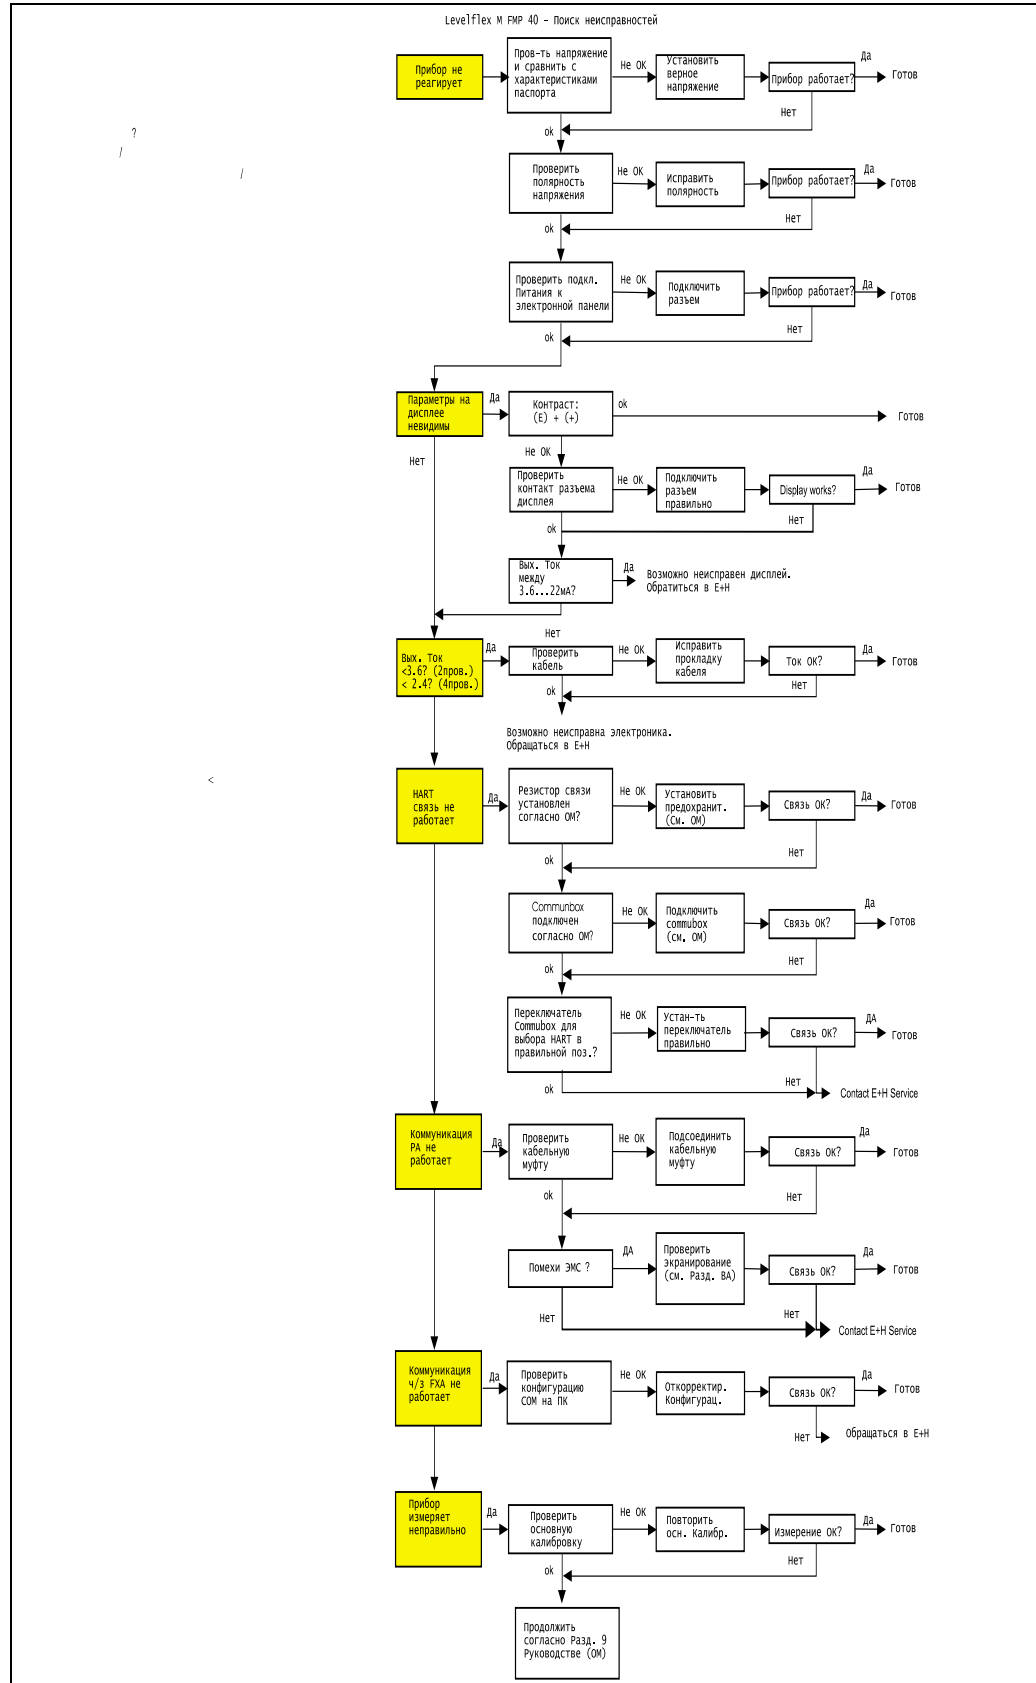 Levelflex M FMP 40 – Поиск неисправностей
Прибор не
реагирует
Пров-ть напряжение
и сравнить с
характеристиками
паспорта
Не ОК
Установить
верное
напряжение
Прибор работает?
Да
Готов
Нет
ok
?
/
/
Проверить
полярность
напряжения
Не ОК
Исправить
полярность
Прибор работает?
Да
Готов
Нет
ok
Проверить подкл.
Питания к
электронной панели
Не ОК
Подключить
разъем
Прибор работает?
Да
Готов
Нет
ok
Параметры на
дисплее
невидимы
Да
Контраст:
(E) + (+)
ok
Готов
Нет
Не ОК
Проверить
контакт разъема
дисплея
Не ОК
Подключить
разъем
правильно
Display works?
Да
Готов
Нет
ok
Вых. Ток
между
3.6...22мА?
Да
Возможно неисправен дисплей.
Обратиться в Е+Н
Нет
Вых. Ток
<3.6? (2пров.)
< 2.4? (4пров.)
Да
Проверить
кабель
Не ОК
Исправить
прокладку
кабеля
Ток ОК?
Да
Готов
Нет
ok
Возможно неисправна электроника.
Обращаться в Е+Н
<
HART
связь не
работает
Да
Резистор связи
установлен
согласно ОМ?
Не ОК
Установить
предохранит.
(См. ОМ)
Связь ОК?
Да
Готов
Нет
ok
Communbox
подключен
согласно ОМ?
Не ОК
Подключить
commubox
(см. ОМ)
Связь ОК?
Да
Готов
Нет
ok
Переключатель
Commubox для
выбора HART в
правильной поз.?
Не ОК
Устан-ть
переключатель
правильно
Связь ОК?
ДА
Готов
Нет
ok
Contact E+H Service
Коммуникация
РА не
работает
Да
Проверить
кабельную
муфту
Не ОК
Подсоединить
кабельную
муфту
Связь ОК?
Да
Готов
Нет
ok
Помехи ЭМС ?
ДА
Проверить
экранирование
(см. Разд. ВА)
Связь ОК?
Да
Готов
Нет
Нет
Contact E+H Service
Коммуникация
ч/з FXA не
работает
Да
Проверить
конфигурацию
СОМ на ПК
Не ОК
Откорректир.
Конфигурац.
Связь ОК?
Да
Готов
Нет
Обращаться в Е+Н
Прибор
измеряет
неправильно
Да
Проверить
основную
калибровку
Не ОК
Повторить
осн. Калибр.
Измерение ОК?
Да
Готов
Нет
ok
Продолжить
согласно Разд. 9
Руководстве (ОМ)